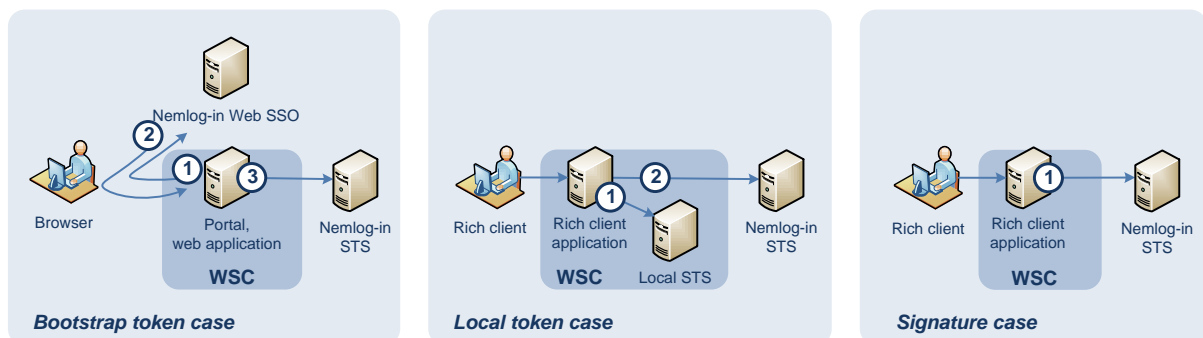 Nemlog-in Web SSO
2
1
3
Browser
Portal,
web application
Nemlog-in
STS
WSC
Bootstrap token case
1
2
Rich client
Rich client
application
Nemlog-in
STS
WSC
Local STS
Local token case
1
Rich client
Rich client
application
Nemlog-in
STS
WSC
Signature case